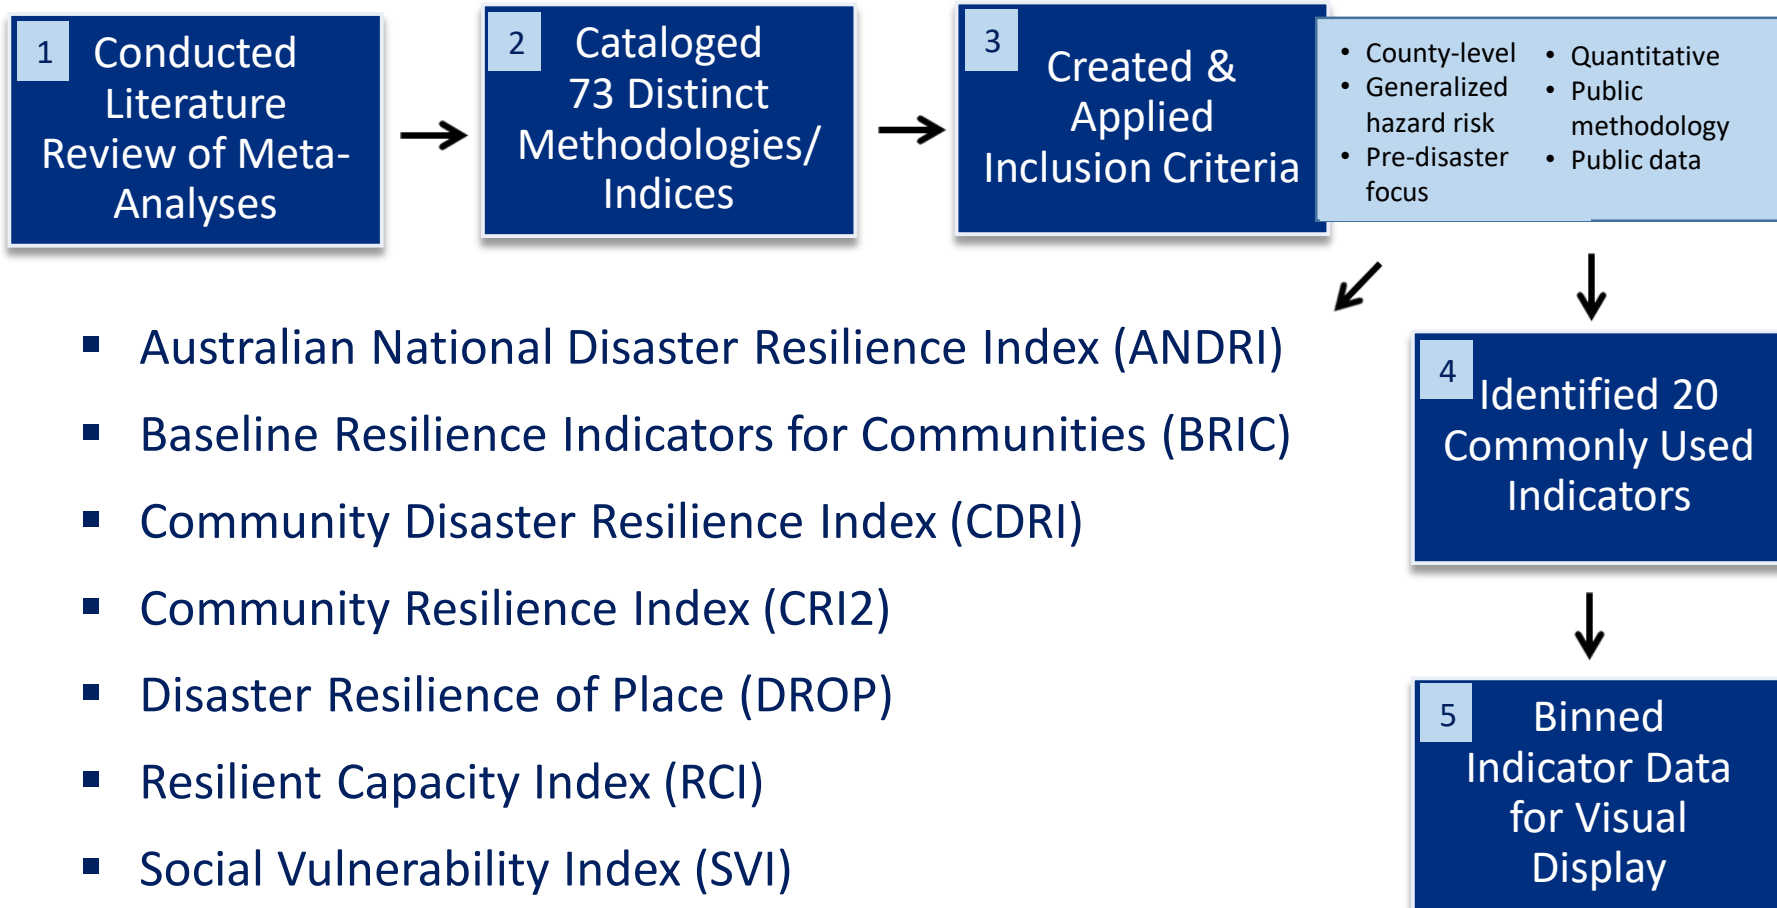 1
Conducted
Literature
Review of Meta-
Analyses
2
Cataloged
73 Distinct
Methodologies/
Indices
3
Created &
Applied
Inclusion Criteria
• County-level
• Generalized
hazard risk
• Pre-disaster
focus
• Quantitative
• Public
methodology
• Public data
▪ Australian National Disaster Resilience Index (ANDRI)
▪ Baseline Resilience Indicators for Communities (BRIC)
▪ Community Disaster Resilience Index (CDRI)
▪ Community Resilience Index (CRI2)
▪ Disaster Resilience of Place (DROP)
▪ Resilient Capacity Index (RCI)
▪ Social Vulnerability Index (SVI)
4
Identified 20
Commonly Used
Indicators
5
Binned
Indicator Data
for Visual
Display